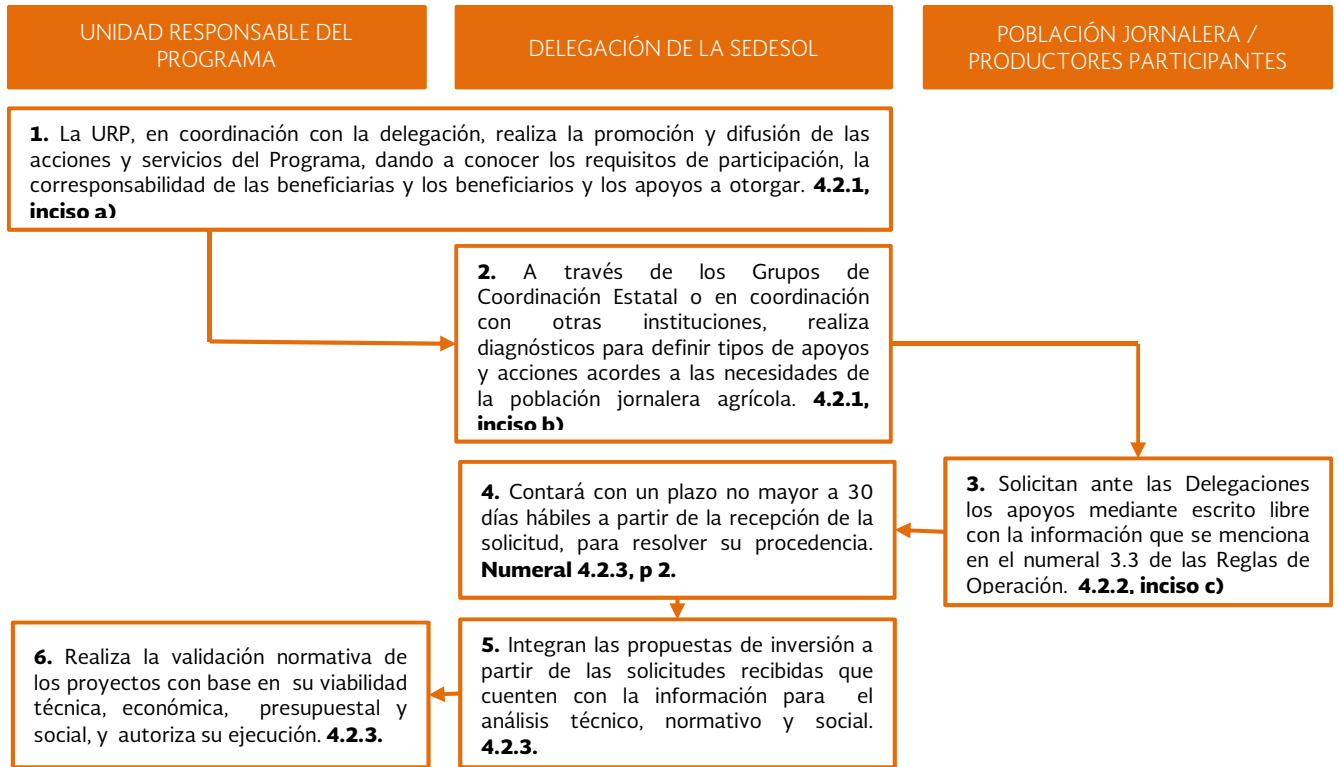 UNIDAD RESPONSABLE DEL
PROGRAMA
DELEGACIÓN DE LA SEDESOL
POBLACIÓN JORNALERA /
PRODUCTORES PARTICIPANTES
1. La URP, en coordinación con la delegación, realiza la promoción y difusión de las
acciones y servicios del Programa, dando a conocer los requisitos de participación, la
corresponsabilidad de las beneficiarias y los beneficiarios y los apoyos a otorgar. 4.2.1,
inciso a)
2. A través de los Grupos de
Coordinación Estatal o en coordinación
con otras instituciones, realiza
diagnósticos para definir tipos de apoyos
y acciones acordes a las necesidades de
la población jornalera agrícola. 4.2.1,
inciso b)
3. Solicitan ante las Delegaciones
los apoyos mediante escrito libre
con la información que se menciona
en el numeral 3.3 de las Reglas de
Operación. 4.2.2, inciso c)
4. Contará con un plazo no mayor a 30
días hábiles a partir de la recepción de la
solicitud, para resolver su procedencia.
Numeral 4.2.3, p 2.
5. Integran las propuestas de inversión a
partir de las solicitudes recibidas que
cuenten con la información para el
análisis técnico, normativo y social.
4.2.3.
6. Realiza la validación normativa de
los proyectos con base en su viabilidad
técnica, económica, presupuestal y
social, y autoriza su ejecución. 4.2.3.